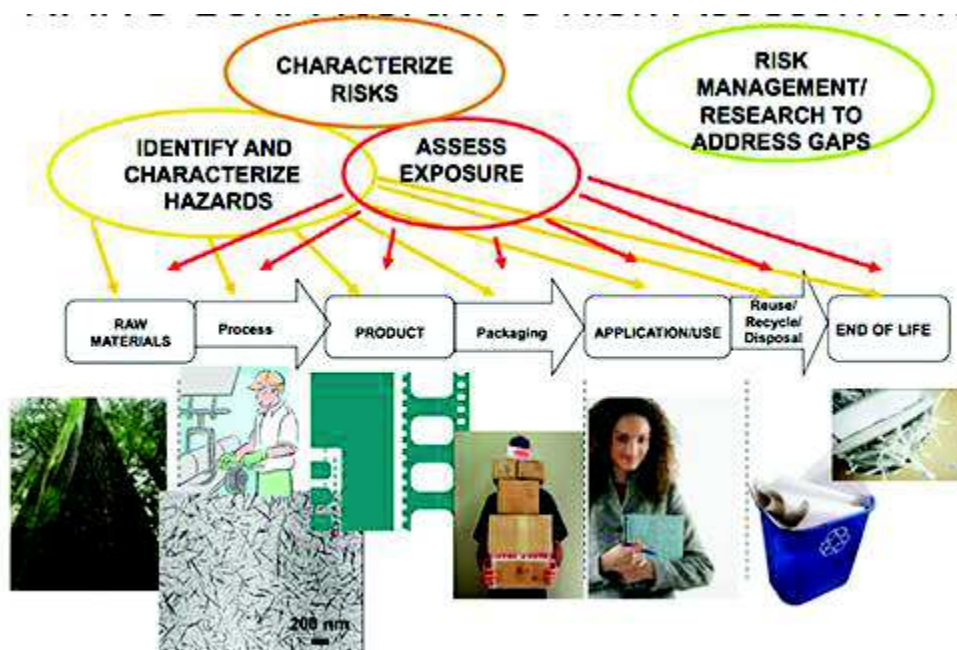 CHARACTERIZE
RISKS
RISK
MANAGEMENT/
RESEARCH TO
ADDRESS GAPS
IDENTIFY AND
CHARACTERIZE
HAZARDS
ASSESS
EXPOSURE
RAW
MATERIALS
Process
PRODUCT
Packaging
APPLICATION/USE
Reuse/
Recycle/
Disposal
END OF LIFE
200 nm